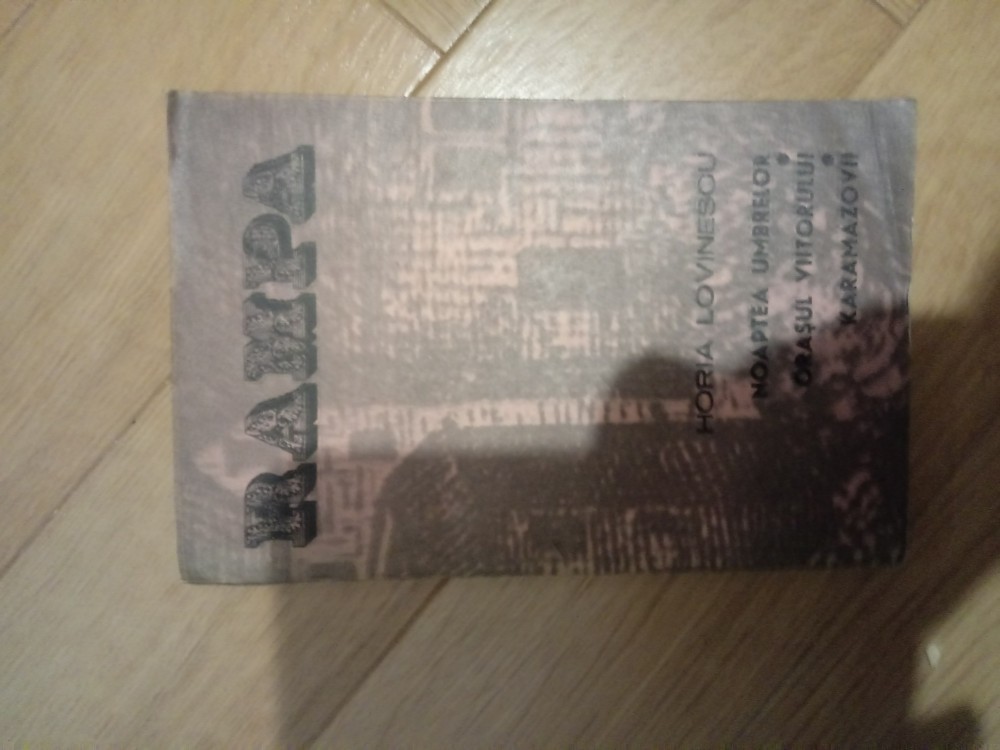 RAMPA
HORIA LOVINESCU
NOAPTEA UMBRELOR
ORAȘUL VIITORULUI
KARAMAZOVII